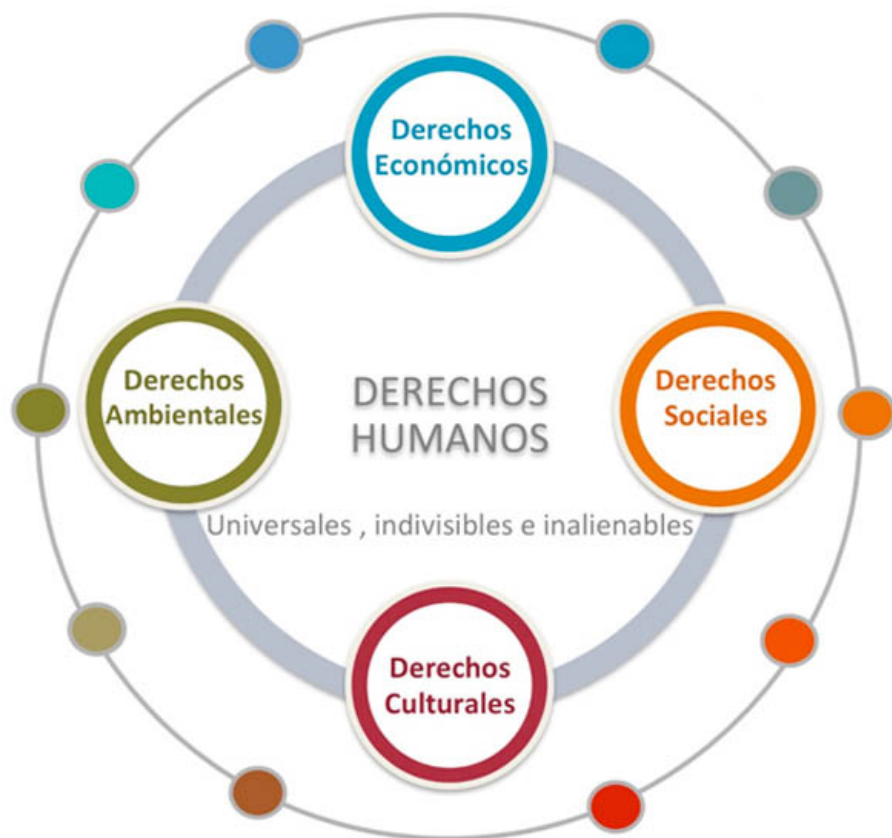 Derechos
Económicos
Derechos
Ambientales
DERECHOS
HUMANOS
Derechos
Sociales
Universales , indivisibles e inalienables
Derechos
Culturales